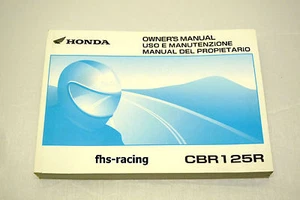 HONDA
OWNER'S MANUAL
USO E MANUTENZIONE
MANUAL DEL PROPIETARIO
fhs-racing
CBR125R